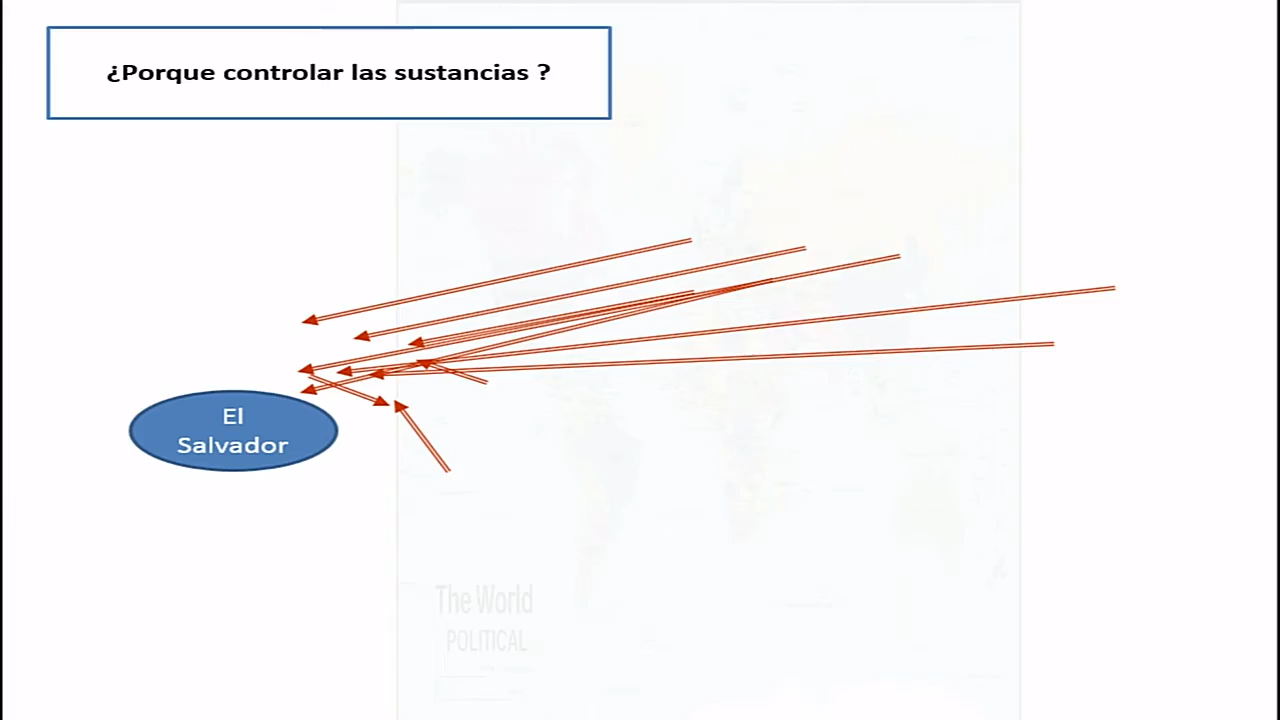 ¿Porque controlar las sustancias ?
El
Salvador
The World
POLITICAL